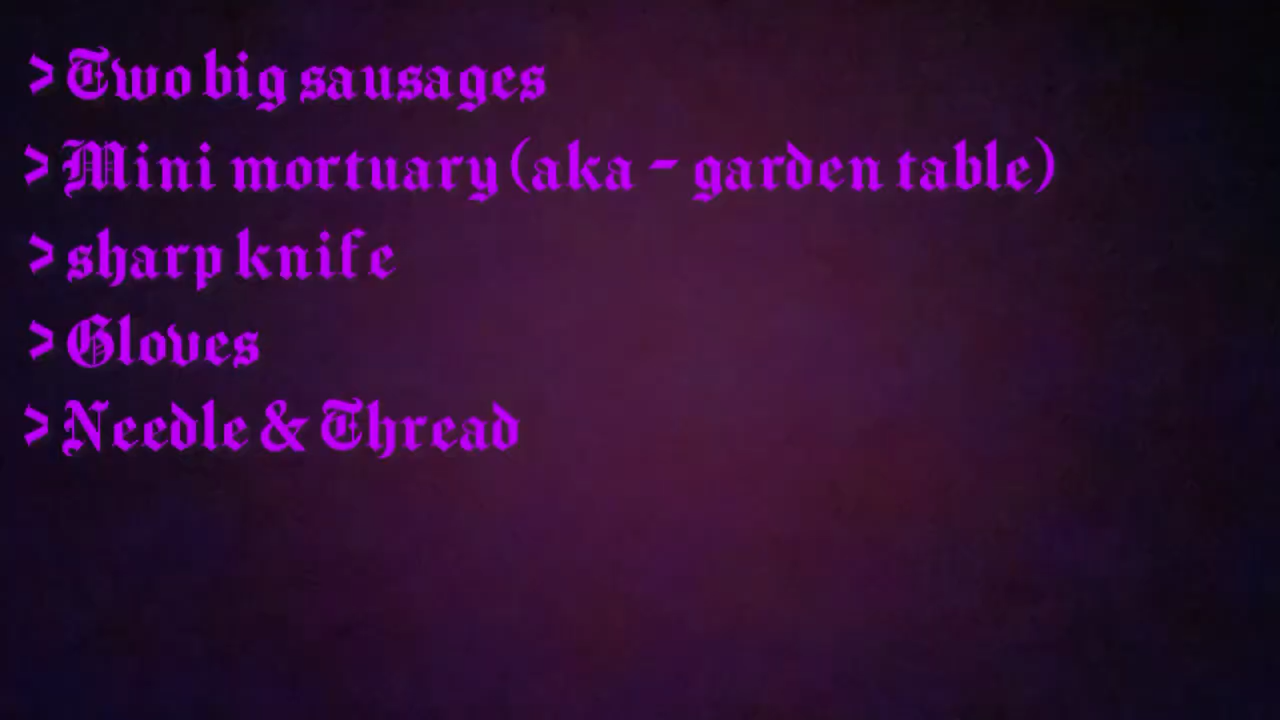 > Two big sausages
> Mini mortuary (aka - garden table)
> sharp knife
> Gloves
> Needle & Thread